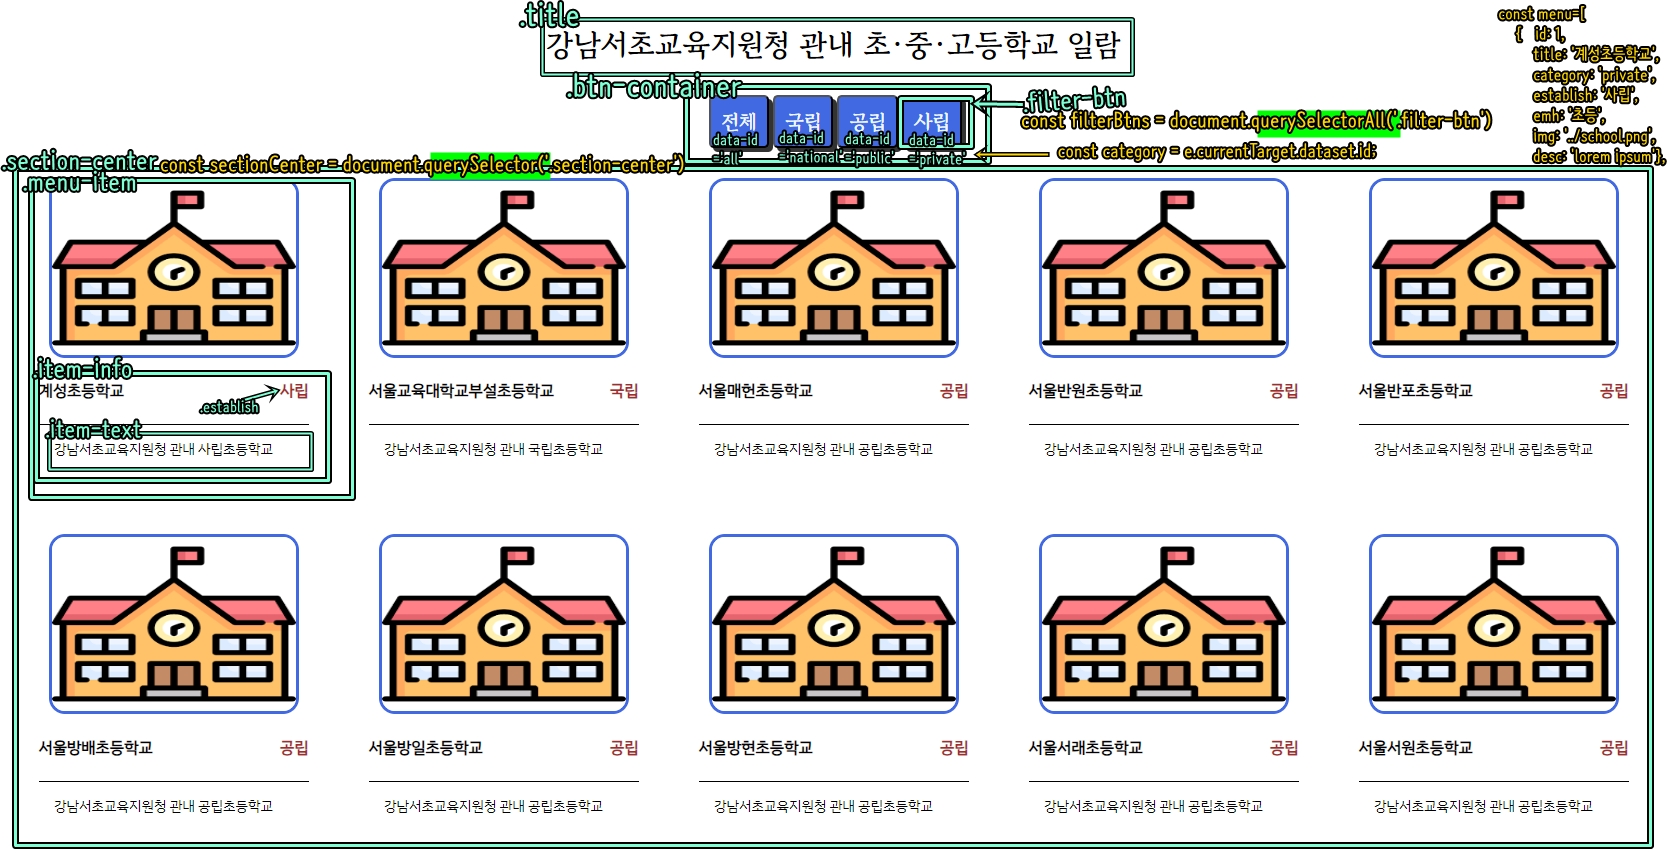 .title
강남서초교육지원청 관내 초·중·고등학교 일람
const menu=[
{ id: 1,
title: '계성초등학교',
category: 'private',
establish: '사립',
emh: '초등',
img: '../school.png',
desc: 'lorem ipsum'},
.btn-container
전체 국립 공립 사립
data-id data-id data-id data-id
='all' ='national' ='public' ='private'
.filter-btn
const filterBtns = document.querySelectorAll('.filter-btn')
const category = e.currentTarget.dataset.id;
.section-center
const sectionCenter = document.querySelector('.section-center')
.menu-item
.item-info
계성초등학교 사립
.establish
.item-text
강남서초교육지원청 관내 사립초등학교
서울교육대학교부설초등학교 국립
강남서초교육지원청 관내 국립초등학교
서울매헌초등학교 공립
강남서초교육지원청 관내 공립초등학교
서울반원초등학교 공립
강남서초교육지원청 관내 공립초등학교
서울반포초등학교 공립
강남서초교육지원청 관내 공립초등학교
서울방배초등학교 공립
강남서초교육지원청 관내 공립초등학교
서울방일초등학교 공립
강남서초교육지원청 관내 공립초등학교
서울방현초등학교 공립
강남서초교육지원청 관내 공립초등학교
서울서래초등학교 공립
강남서초교육지원청 관내 공립초등학교
서울서원초등학교 공립
강남서초교육지원청 관내 공립초등학교